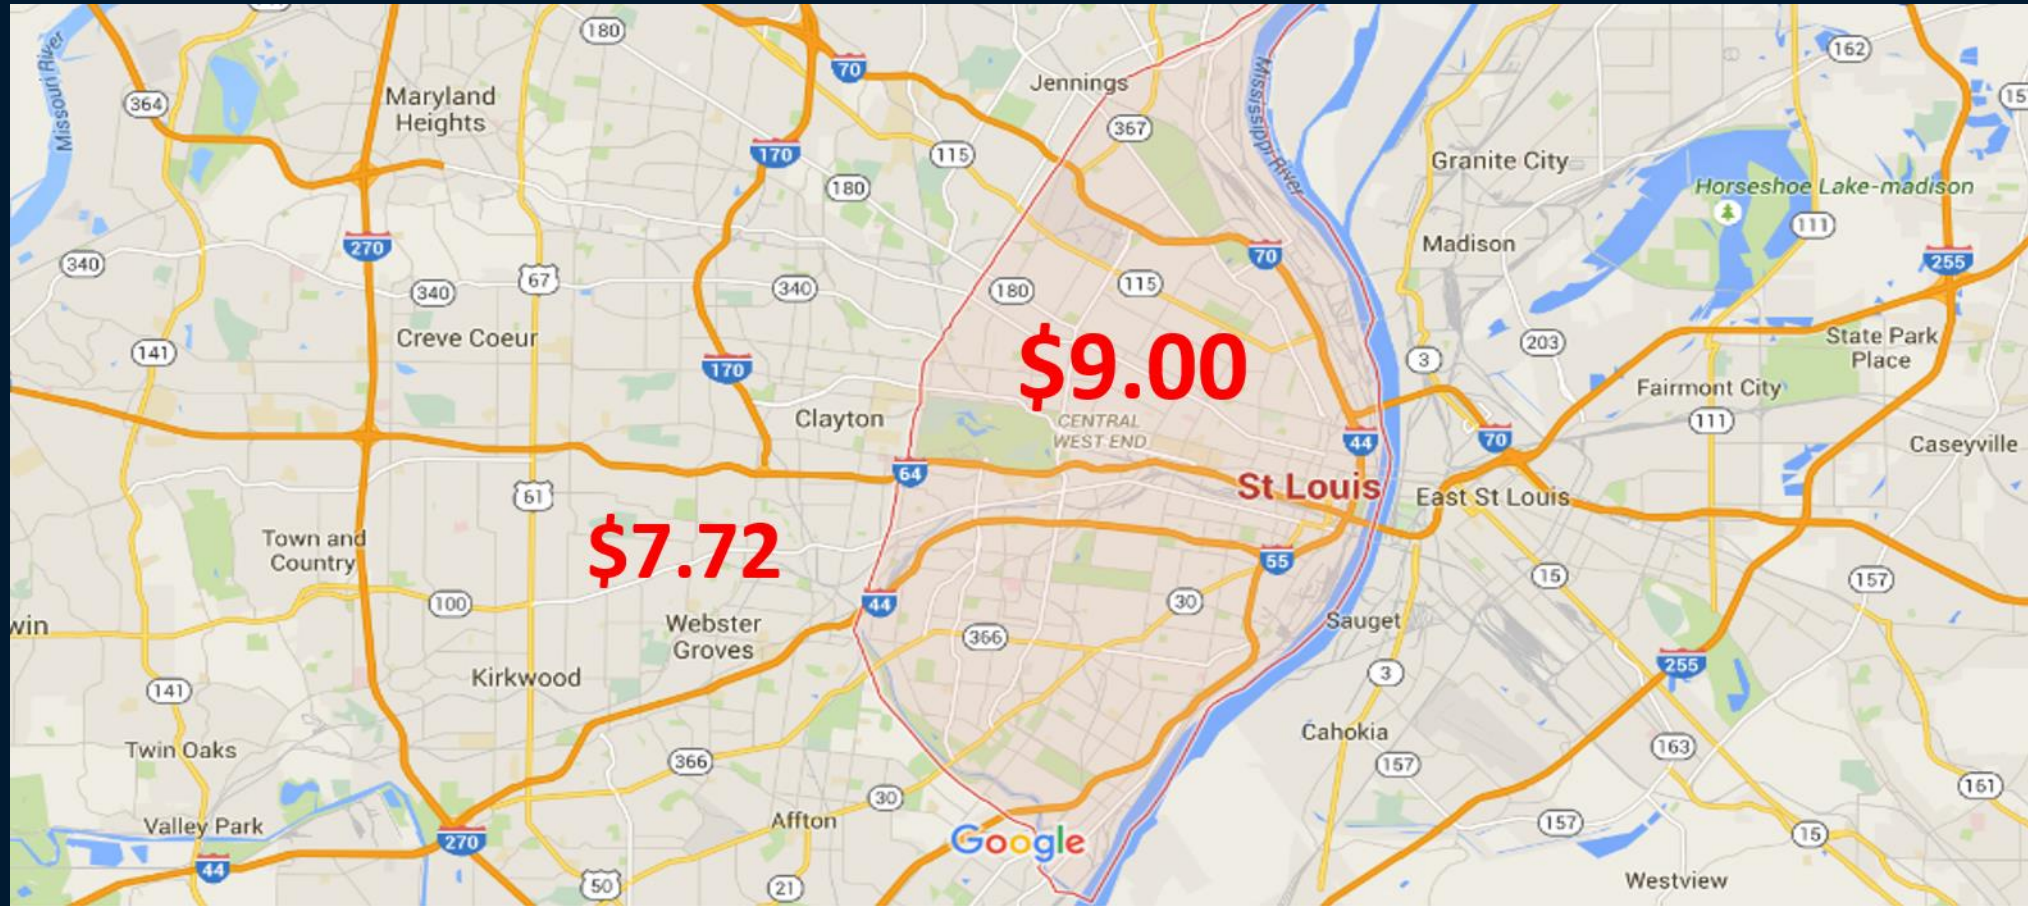 180
70
162
Missouri River
364
Maryland
Heights
Jennings
Mississippi River
367
170
115
180
Granite City
Horseshoe Lake-madison
111
270
340
67
340
340
180
115
70
Madison
255
141
Creve Coeur
170
$9.00
3
203
State Park
Place
Fairmont City
Clayton
CENTRAL
WEST END
44
70
111
Caseyville
64
61
St Louis
East St Louis
Town and
Country
$7.72
55
15
157
100
44
30
win
Webster
Groves
366
Sauget
255
Kirkwood
141
3
Twin Oaks
366
Cahokia
157
163
161
30
Valley Park
Affton
Google
157
15
270
44
50
21
Westview